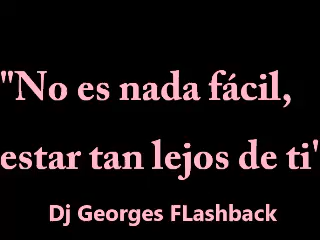 "No es nada fácil,
estar tan lejos de ti"
Dj Georges FLashback